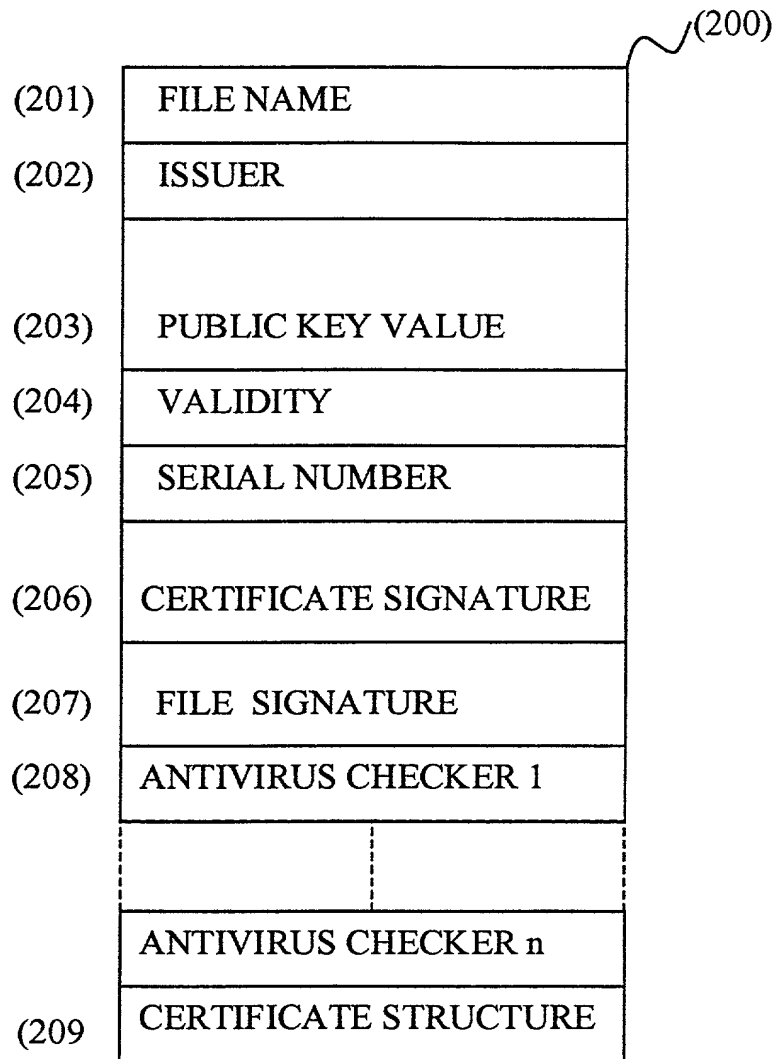 (200)
(201) FILE NAME
(202) ISSUER
(203) PUBLIC KEY VALUE
(204) VALIDITY
(205) SERIAL NUMBER
(206) CERTIFICATE SIGNATURE
(207) FILE SIGNATURE
(208) ANTIVIRUS CHECKER 1
ANTIVIRUS CHECKER n
(209 CERTIFICATE STRUCTURE